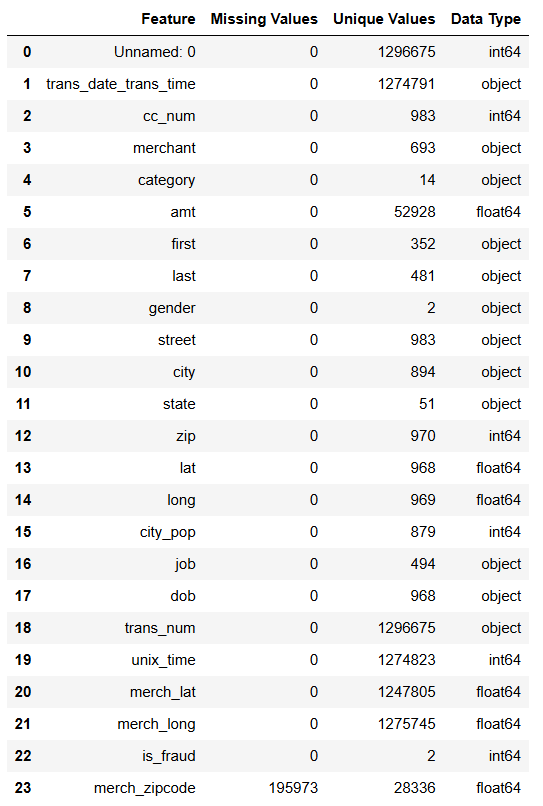 Feature Missing Values Unique Values Data Type
0 Unnamed: 0 0 1296675 int64
1 trans_date_trans_time 0 1274791 object
2 cc_num 0 983 int64
3 merchant 0 693 object
4 category 0 14 object
5 amt 0 52928 float64
6 first 0 352 object
7 last 0 481 object
8 gender 0 2 object
9 street 0 983 object
10 city 0 894 object
11 state 0 51 object
12 zip 0 970 int64
13 lat 0 968 float64
14 long 0 969 float64
15 city_pop 0 879 int64
16 job 0 494 object
17 dob 0 968 object
18 trans_num 0 1296675 object
19 unix_time 0 1274823 int64
20 merch_lat 0 1247805 float64
21 merch_long 0 1275745 float64
22 is_fraud 0 2 int64
23 merch_zipcode 195973 28336 float64